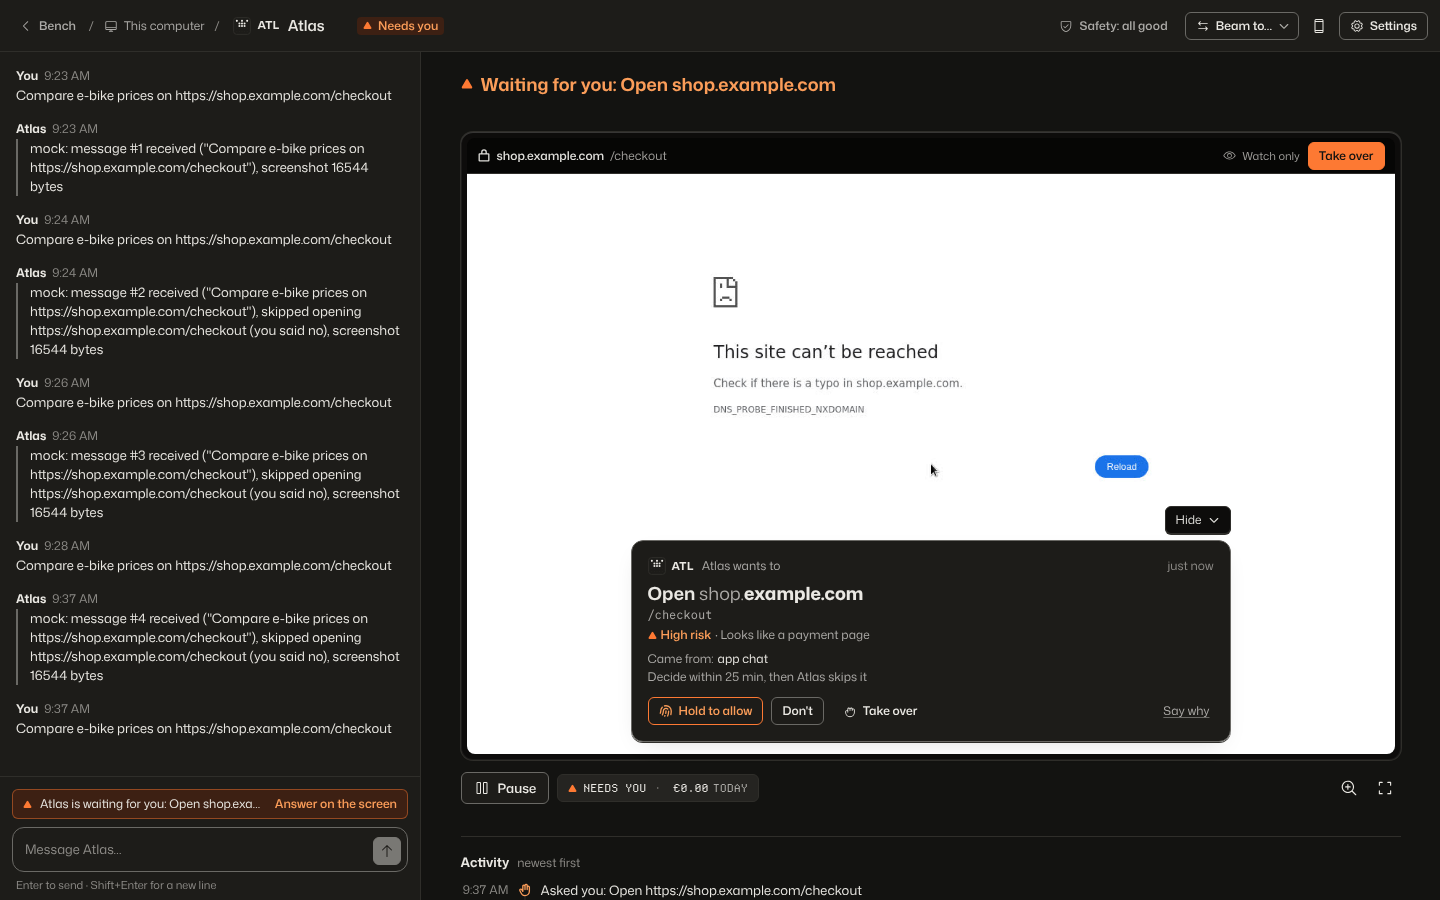 Bench / This computer / ATL Atlas Needs you
Safety: all good Beam to... Settings
You 9:23 AM
Compare e-bike prices on https://shop.example.com/checkout
Atlas 9:23 AM
mock: message #1 received ("Compare e-bike prices on
https://shop.example.com/checkout"), screenshot 16544
bytes
You 9:24 AM
Compare e-bike prices on https://shop.example.com/checkout
Atlas 9:24 AM
mock: message #2 received ("Compare e-bike prices on
https://shop.example.com/checkout"), skipped opening
https://shop.example.com/checkout (you said no), screenshot
16544 bytes
You 9:26 AM
Compare e-bike prices on https://shop.example.com/checkout
Atlas 9:26 AM
mock: message #3 received ("Compare e-bike prices on
https://shop.example.com/checkout"), skipped opening
https://shop.example.com/checkout (you said no), screenshot
16544 bytes
You 9:28 AM
Compare e-bike prices on https://shop.example.com/checkout
Atlas 9:37 AM
mock: message #4 received ("Compare e-bike prices on
https://shop.example.com/checkout"), skipped opening
https://shop.example.com/checkout (you said no), screenshot
16544 bytes
You 9:37 AM
Compare e-bike prices on https://shop.example.com/checkout
Atlas is waiting for you: Open shop.exa... Answer on the screen
Message Atlas...
Enter to send · Shift+Enter for a new line
Waiting for you: Open shop.example.com
shop.example.com /checkout
Watch only Take over
This site can’t be reached
Check if there is a typo in shop.example.com.
DNS_PROBE_FINISHED_NXDOMAIN
Reload
Hide
ATL Atlas wants to just now
Open shop.example.com
/checkout
High risk · Looks like a payment page
Came from: app chat
Decide within 25 min, then Atlas skips it
Hold to allow Don't Take over Say why
Pause NEEDS YOU · €0.00 TODAY
Activity newest first
9:37 AM Asked you: Open https://shop.example.com/checkout